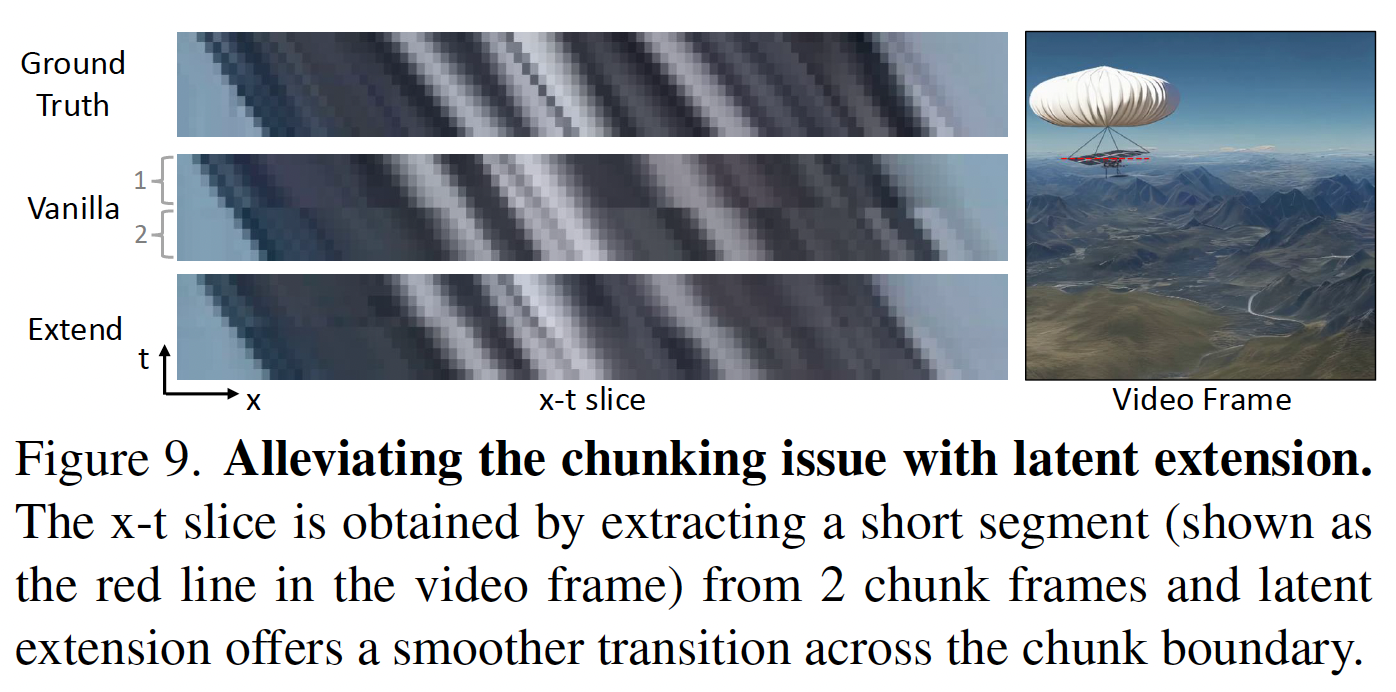 Ground
Truth
1
Vanilla
2
Extend
t
x
x-t slice
Video Frame
Figure 9. Alleviating the chunking issue with latent extension.
The x-t slice is obtained by extracting a short segment (shown as
the red line in the video frame) from 2 chunk frames and latent
extension offers a smoother transition across the chunk boundary.